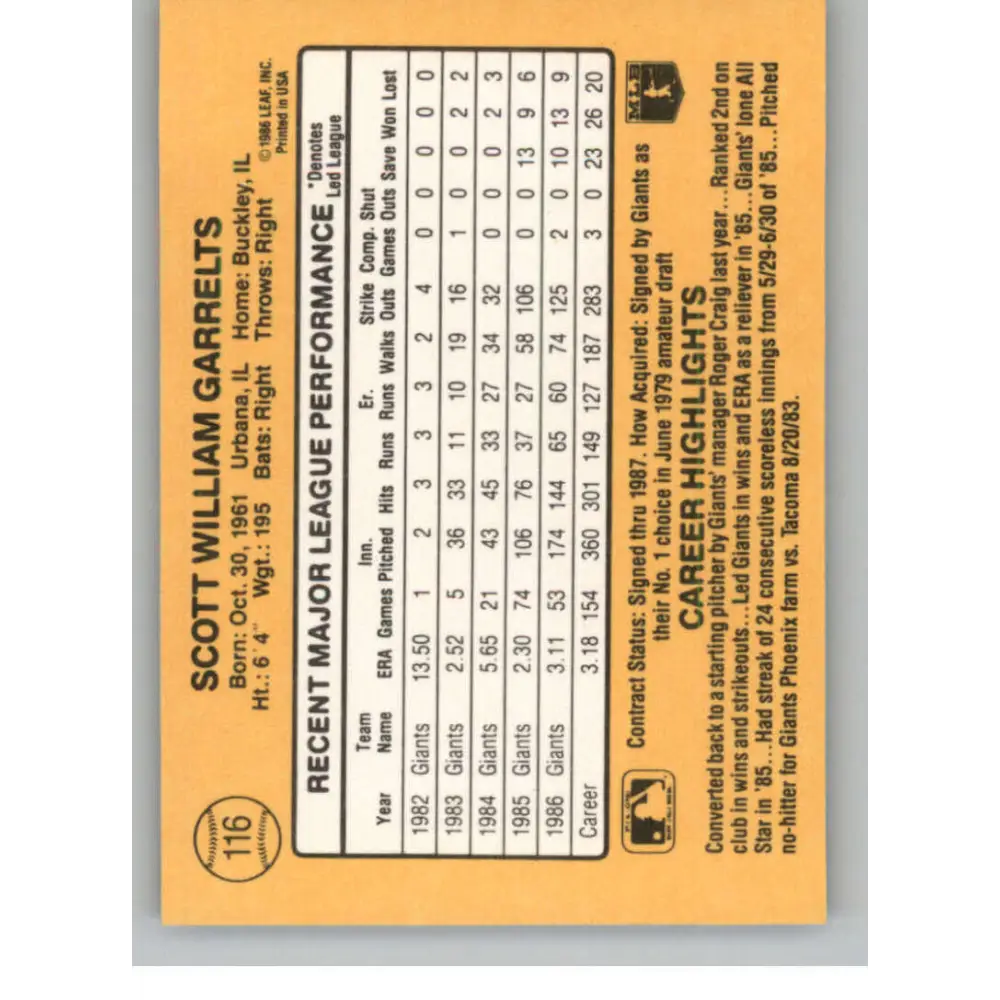 116
SCOTT WILLIAM GARRELTS
Born: Oct. 30, 1961 Urbana, IL Home: Buckley, IL
Ht.: 6'4" Wgt.: 195 Bats: Right Throws: Right
©1986 LEAF, INC.
Printed in USA
RECENT MAJOR LEAGUE PERFORMANCE
*Denotes
Led League
Year Team Name ERA Games Inn. Pitched Hits Runs Er. Runs Walks Strike Outs Comp. Games Shut Outs Save Won Lost
1982 Giants 13.50 1 2 3 3 3 2 4 0 0 0 0 0
1983 Giants 2.52 5 36 33 11 10 19 16 1 0 0 2 2
1984 Giants 5.65 21 43 45 33 27 34 32 0 0 0 2 3
1985 Giants 2.30 74 106 76 37 27 58 106 0 0 13 9 6
1986 Giants 3.11 53 174 144 65 60 74 125 2 0 10 13 9
Career 3.18 154 360 301 149 127 187 283 3 0 23 26 20
Contract Status: Signed thru 1987. How Acquired: Signed by Giants as
their No. 1 choice in June 1979 amateur draft
MLB
CAREER HIGHLIGHTS
Converted back to a starting pitcher by Giants' manager Roger Craig last year...Ranked 2nd on
club in wins and strikeouts...Led Giants in wins and ERA as a reliever in '85...Giants' lone All
Star in '85...Had streak of 24 consecutive scoreless innings from 5/29-6/30 of '85...Pitched
no-hitter for Giants Phoenix farm vs. Tacoma 8/20/83.